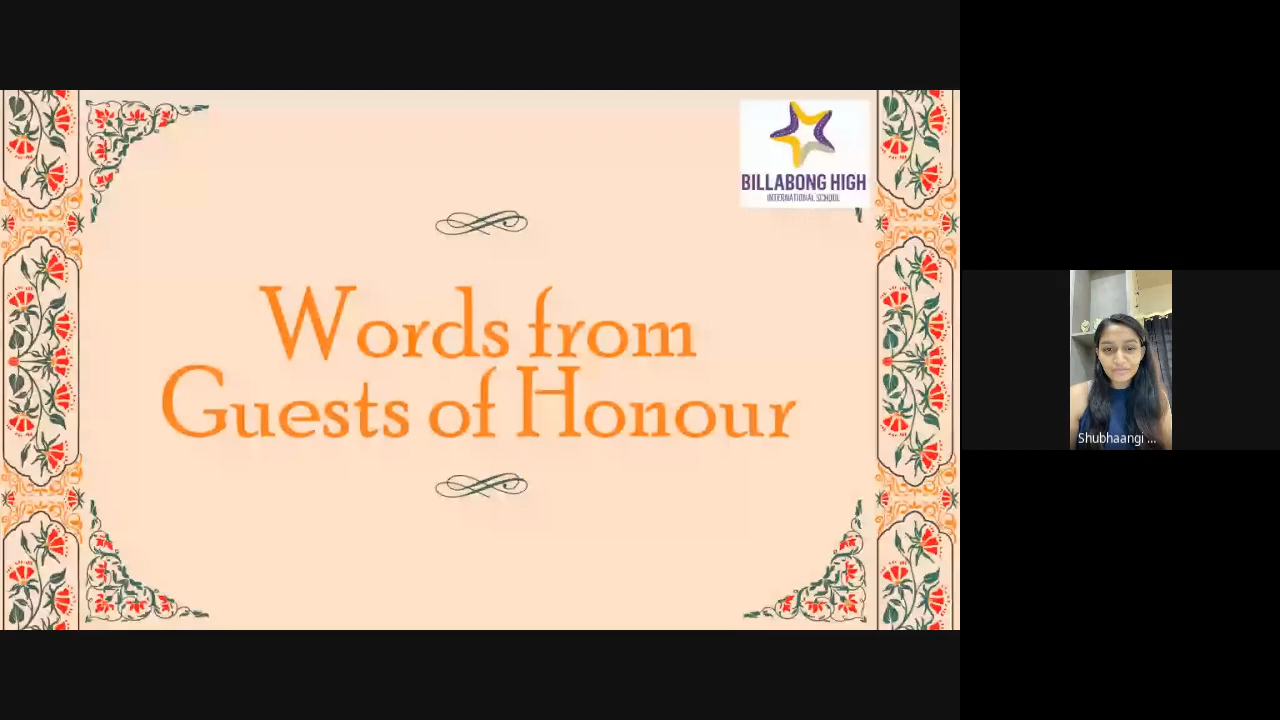 BILLABONG HIGH
INTERNATIONAL SCHOOL
Words from
Guests of Honour
Shubhaangi ...